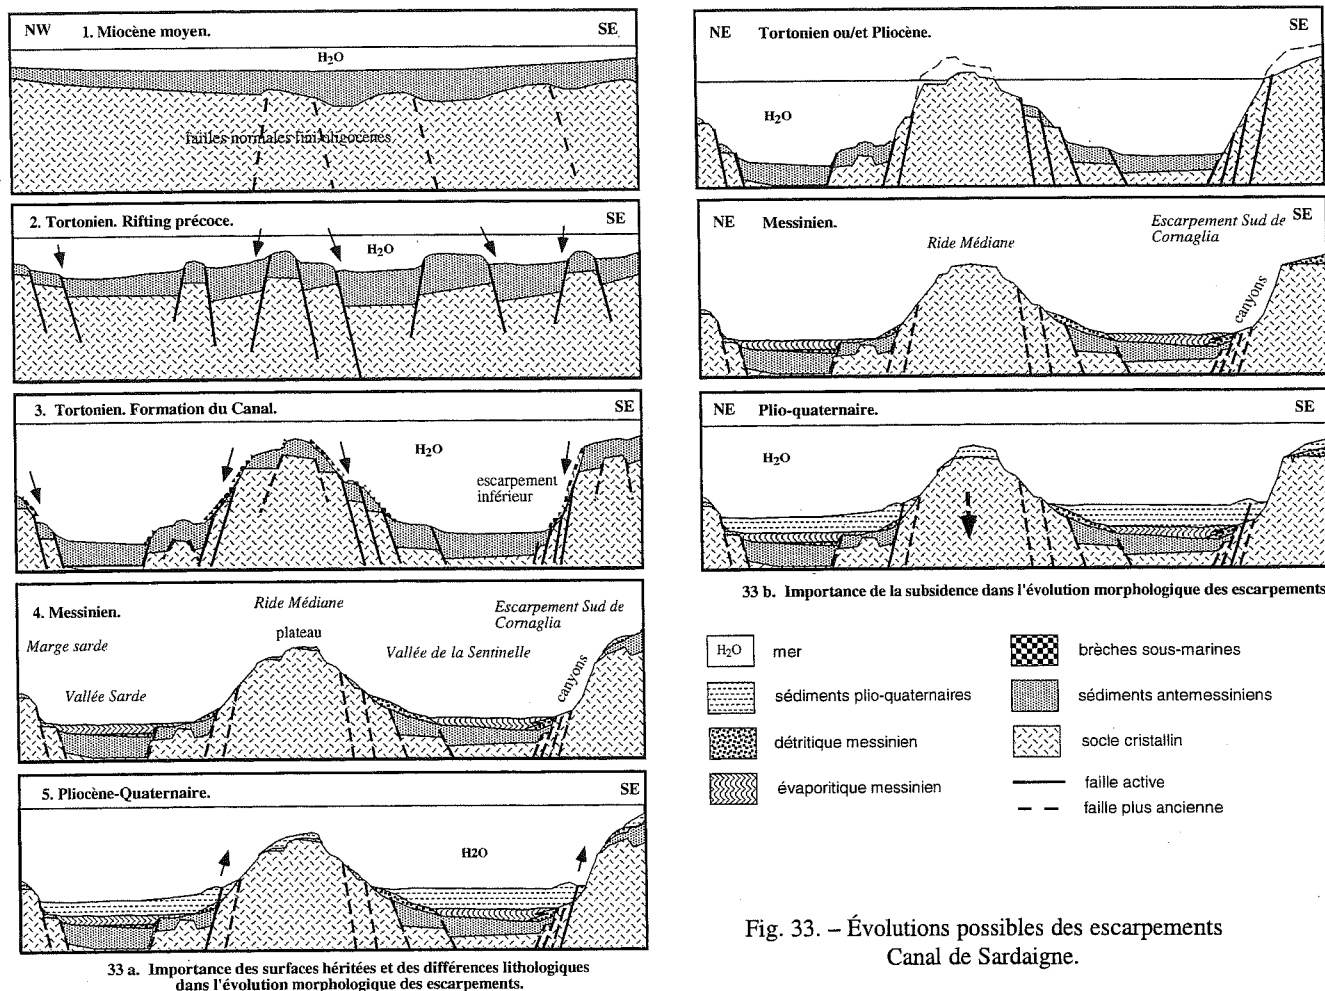 NW 1. Miocène moyen. SE
H₂O
failles normales fini-oligocènes
2. Tortonien. Rifting précoce. SE
H₂O
3. Tortonien. Formation du Canal. SE
H₂O
escarpement
inférieur
4. Messinien.
Ride Médiane
Escarpement Sud de
Cornaglia
Marge sarde
plateau
Vallée de la Sentinelle
canyons
Vallée Sarde
5. Pliocène-Quaternaire. SE
H2O
33 a. Importance des surfaces héritées et des différences lithologiques
dans l'évolution morphologique des escarpements.
NE Tortonien ou/et Pliocène. SE
H₂O
NE Messinien.
Escarpement Sud de SE
Cornaglia
Ride Médiane
canyons
NE Plio-quaternaire. SE
H₂O
33 b. Importance de la subsidence dans l'évolution morphologique des escarpements
H₂O mer
sédiments plio-quaternaires
détritique messinien
évaporitique messinien
brèches sous-marines
sédiments antemessiniens
socle cristallin
faille active
faille plus ancienne
Fig. 33. – Évolutions possibles des escarpements
Canal de Sardaigne.